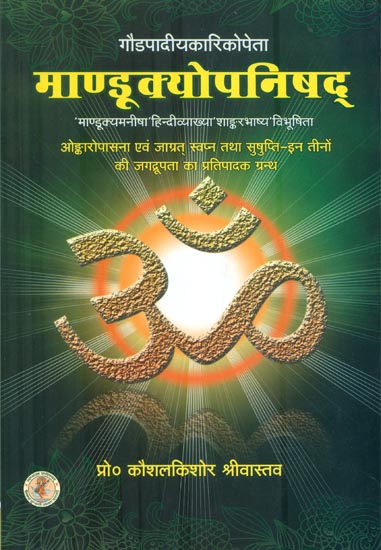 गौडपादीयकारिकोपेता
माण्डूक्योपनिषद्
'माण्डूक्यमनीषा'हिन्दीव्याख्या'शाङ्करभाष्य'विभूषिता
ओङ्कारोपासना एवं जाग्रत् स्वप्न तथा सुषुप्ति-इन तीनों
की जगद्रूपता का प्रतिपादक ग्रन्थ
ॐ
प्रो० कौशलकिशोर श्रीवास्तव